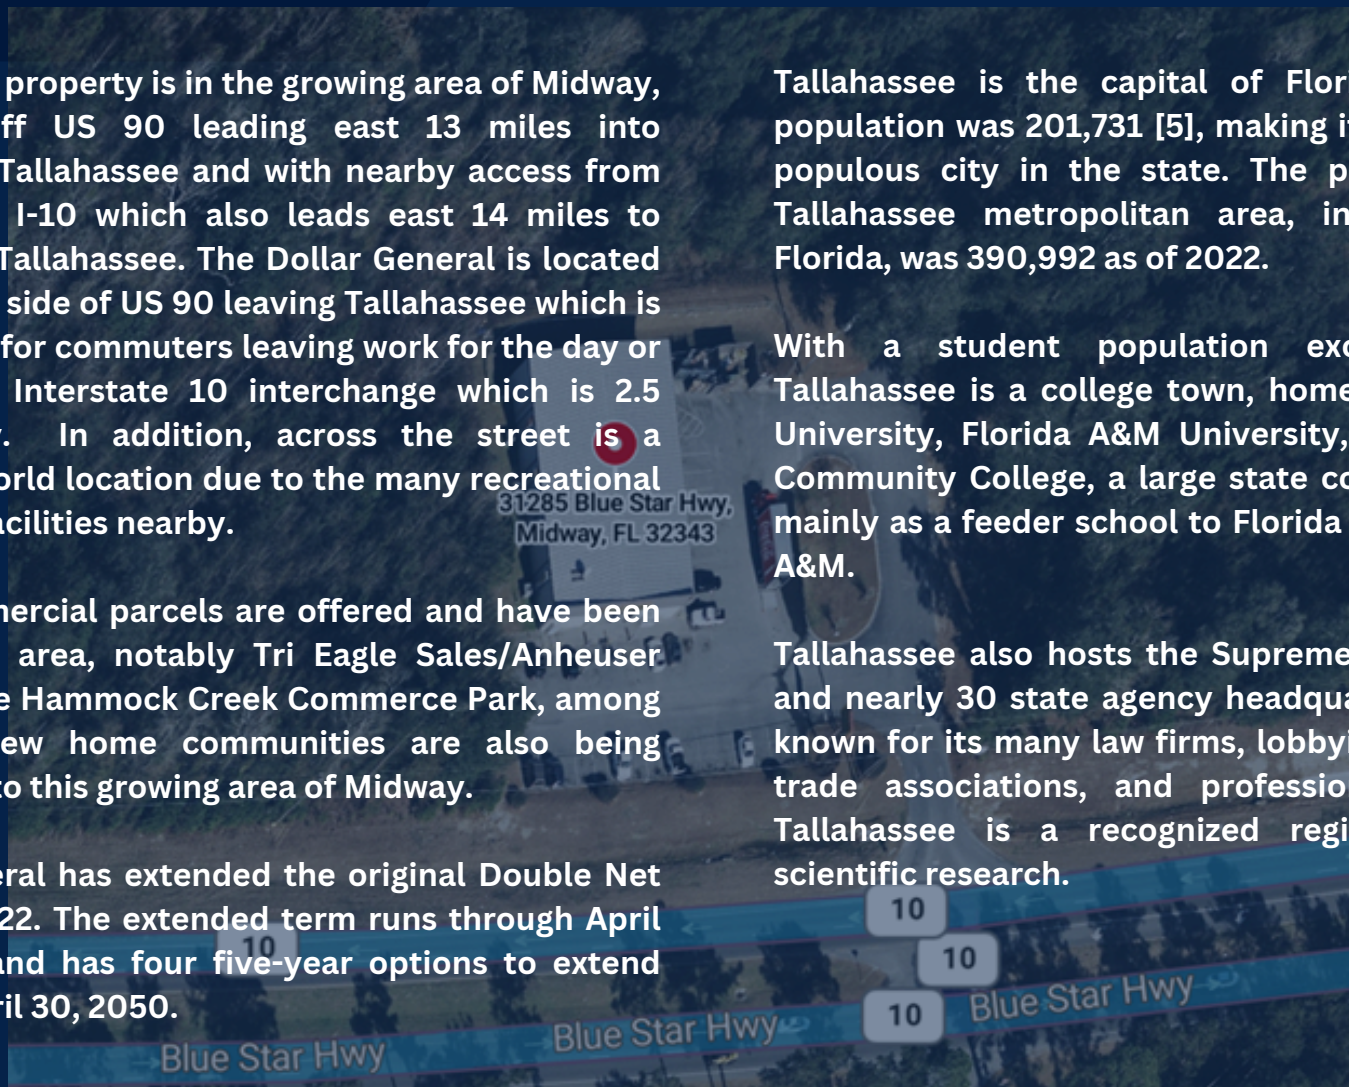 property is in the growing area of Midway,
ff US 90 leading east 13 miles into
Tallahassee and with nearby access from
I-10 which also leads east 14 miles to
Tallahassee. The Dollar General is located
side of US 90 leaving Tallahassee which is
for commuters leaving work for the day or
Interstate 10 interchange which is 2.5
. In addition, across the street is a
orld location due to the many recreational
acilities nearby.
mercial parcels are offered and have been
area, notably Tri Eagle Sales/Anheuser
e Hammock Creek Commerce Park, among
ew home communities are also being
to this growing area of Midway.
eral has extended the original Double Net
22. The extended term runs through April
and has four five-year options to extend
ril 30, 2050.
Tallahassee is the capital of Flor
population was 201,731 [5], making i
populous city in the state. The p
Tallahassee metropolitan area, in
Florida, was 390,992 as of 2022.
With a student population exc
Tallahassee is a college town, home
University, Florida A&M University,
Community College, a large state co
mainly as a feeder school to Florida
A&M.
Tallahassee also hosts the Supreme
and nearly 30 state agency headqua
known for its many law firms, lobbyi
trade associations, and professio
Tallahassee is a recognized regi
scientific research.
31285 Blue Star Hwy,
Midway, FL 32343
10
10
10
10
Blue Star Hwy
Blue Star Hwy
Blue Star Hwy